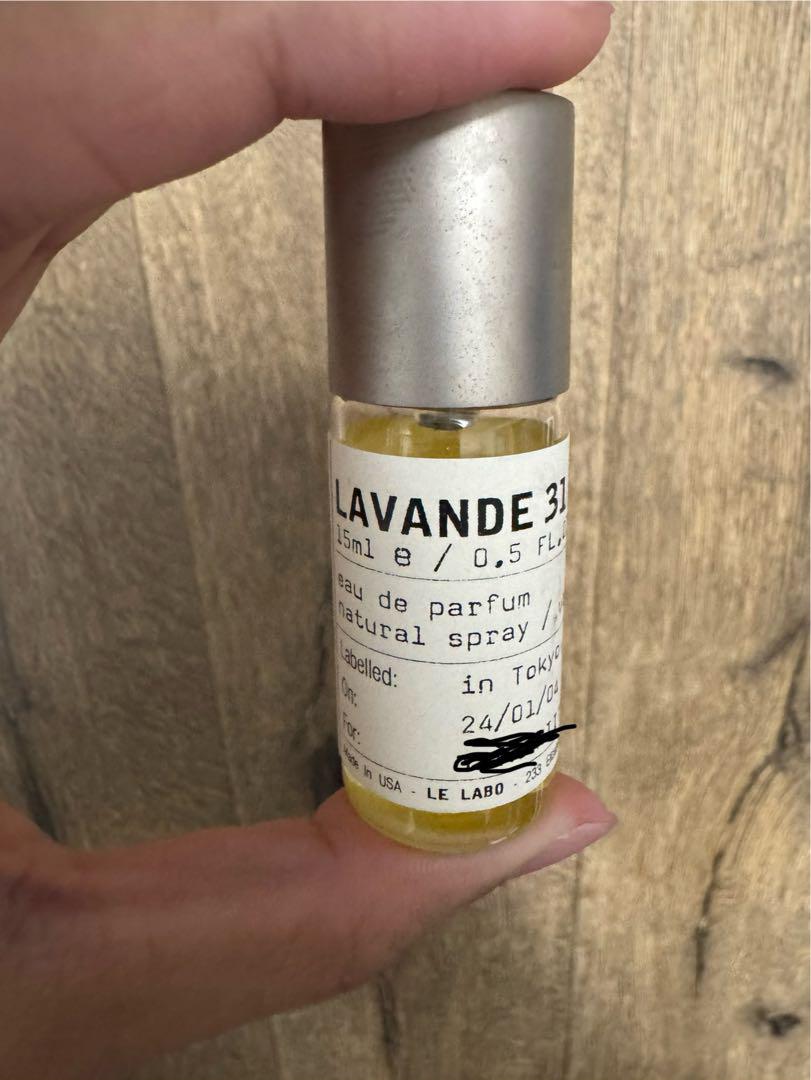 LAVANDE 31
15ml e / 0.5 FL.
eau de parfum
natural spray /
Labelled: in Tokyo
On: 24/01/04
For:
Made in USA - LE LABO - 233